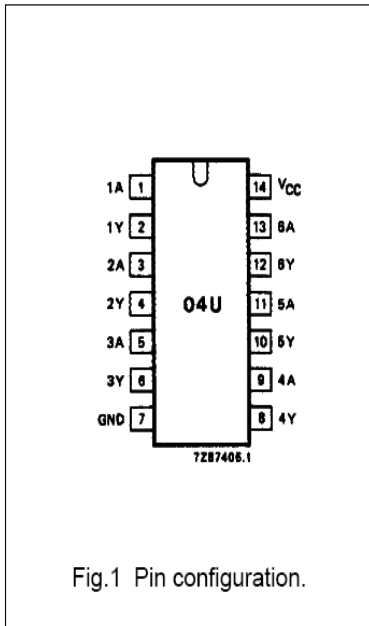 1A 1 14 VCC
1Y 2 13 6A
2A 3 12 6Y
2Y 4 04U 11 5A
3A 5 10 5Y
3Y 6 9 4A
GND 7 8 4Y
7Z87406.1
Fig.1 Pin configuration.